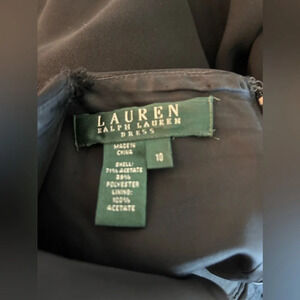 LAUREN
RALPH LAUREN
DRESS
MADE IN
CHINA
10
SHELL:
71% ACETATE
29%
POLYESTER
LINING:
100%
ACETATE